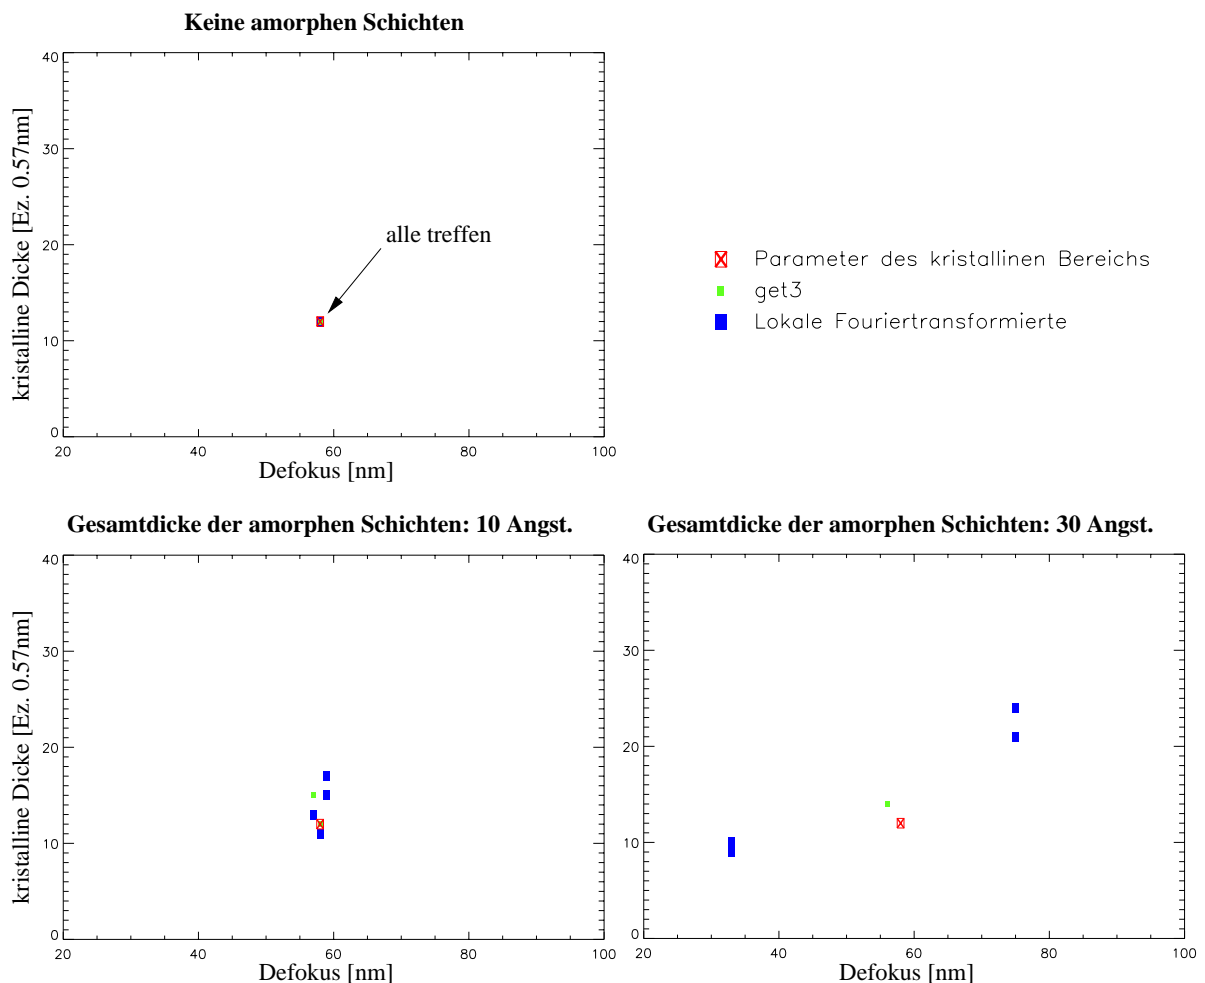 Keine amorphen Schichten
40
30
20
10
0
kristalline Dicke [Ez. 0.57nm]
alle treffen
20 40 60 80 100
Defokus [nm]
Parameter des kristallinen Bereichs
get3
Lokale Fouriertransformierte
Gesamtdicke der amorphen Schichten: 10 Angst.
40
30
20
10
0
kristalline Dicke [Ez. 0.57nm]
20 40 60 80 100
Defokus [nm]
Gesamtdicke der amorphen Schichten: 30 Angst.
40
30
20
10
0
20 40 60 80 100
Defokus [nm]